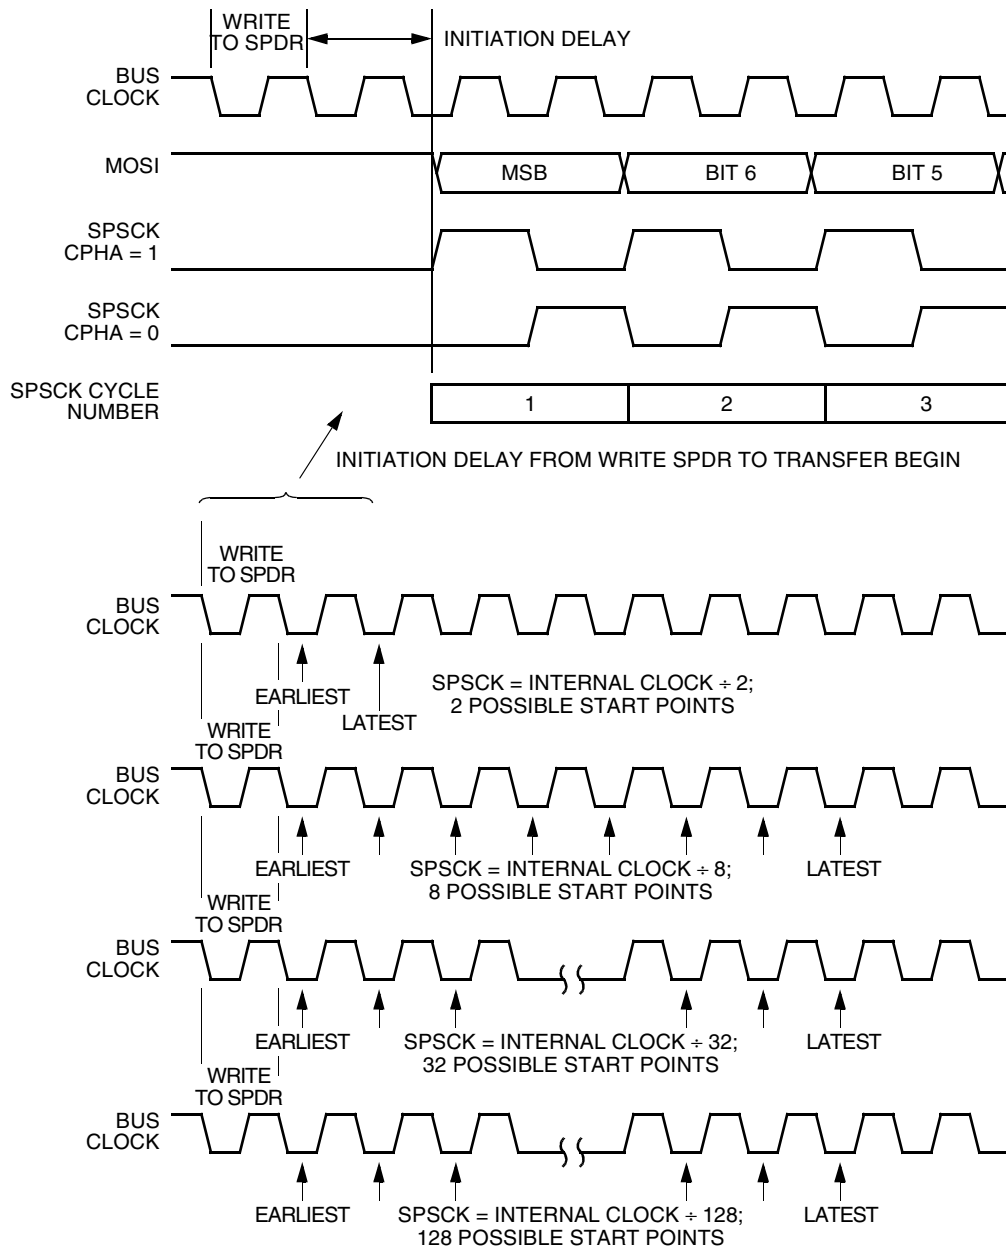 WRITE
TO SPDR
INITIATION DELAY
BUS
CLOCK
MOSI
MSB
BIT 6
BIT 5
SPSCK
CPHA = 1
SPSCK
CPHA = 0
SPSCK CYCLE
NUMBER
1
2
3
INITIATION DELAY FROM WRITE SPDR TO TRANSFER BEGIN
WRITE
TO SPDR
BUS
CLOCK
EARLIEST
LATEST
SPSCK = INTERNAL CLOCK ÷ 2;
2 POSSIBLE START POINTS
WRITE
TO SPDR
BUS
CLOCK
EARLIEST
SPSCK = INTERNAL CLOCK ÷ 8;
8 POSSIBLE START POINTS
LATEST
WRITE
TO SPDR
BUS
CLOCK
EARLIEST
SPSCK = INTERNAL CLOCK ÷ 32;
32 POSSIBLE START POINTS
LATEST
WRITE
TO SPDR
BUS
CLOCK
EARLIEST
SPSCK = INTERNAL CLOCK ÷ 128;
128 POSSIBLE START POINTS
LATEST